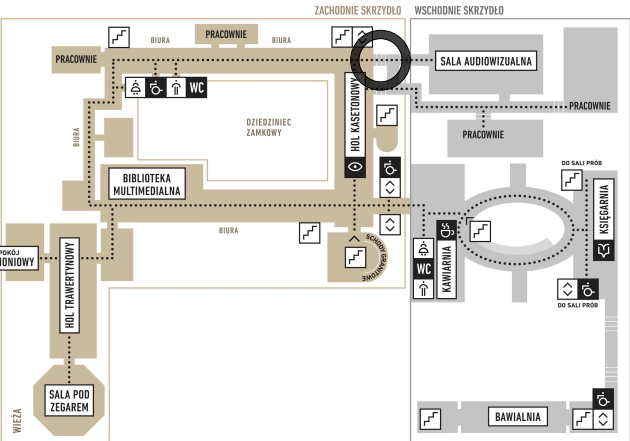 ZACHODNIE SKRZYDŁO
WSCHODNIE SKRZYDŁO
PRACOWNIE
BIURA
BIURA
PRACOWNIE
SALA AUDIOWIZUALNA
WC
PRACOWNIE
HOL KASETONOWY
DZIEDZINIEC
ZAMKOWY
PRACOWNIE
BIURA
DO SALI PRÓB
BIBLIOTEKA
MULTIMEDIALNA
KSIĘGARNIA
BIURA
SCHODY GRANITOWE
POKÓJ
ONIOWY
HOL TRAWERTYNOWY
WC
KAWIARNIA
DO SALI PRÓB
SALA POD
ZEGAREM
WIEŻA
BAWIALNIA